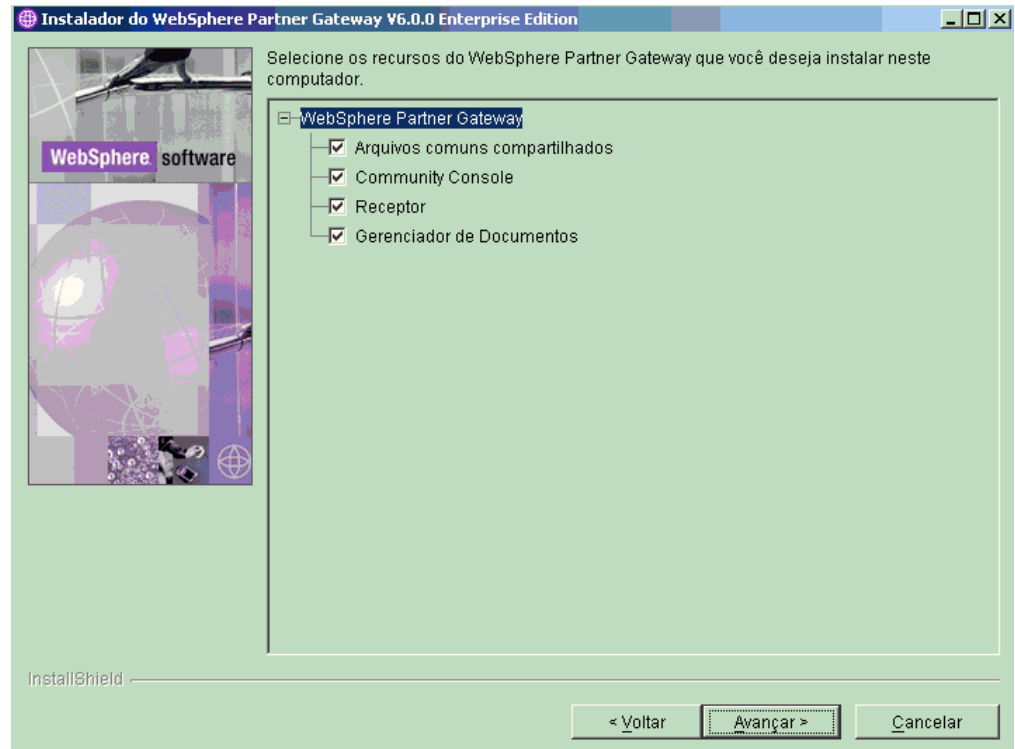 Instalador do WebSphere Partner Gateway V6.0.0 Enterprise Edition
Selecione os recursos do WebSphere Partner Gateway que você deseja instalar neste
computador.
WebSphere software
WebSphere Partner Gateway
Arquivos comuns compartilhados
Community Console
Receptor
Gerenciador de Documentos
InstallShield
< Voltar
Avançar >
Cancelar